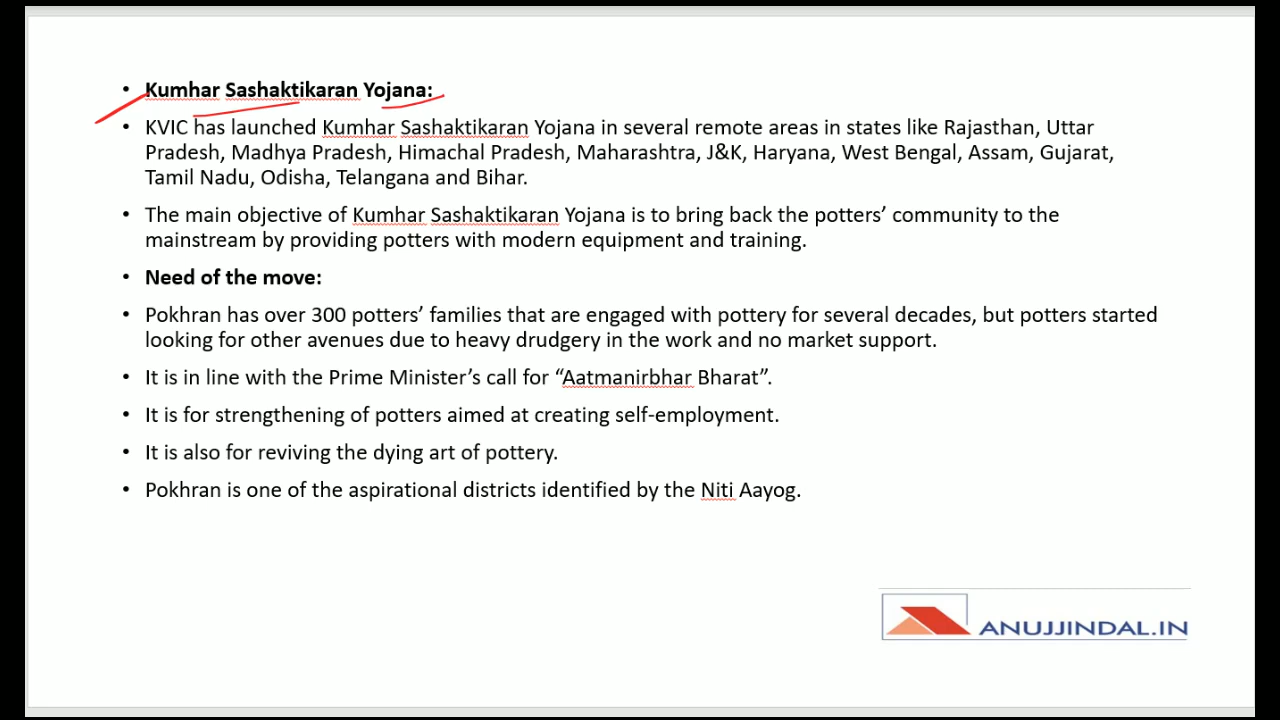 • Kumhar Sashaktikaran Yojana:
• KVIC has launched Kumhar Sashaktikaran Yojana in several remote areas in states like Rajasthan, Uttar
Pradesh, Madhya Pradesh, Himachal Pradesh, Maharashtra, J&K, Haryana, West Bengal, Assam, Gujarat,
Tamil Nadu, Odisha, Telangana and Bihar.
• The main objective of Kumhar Sashaktikaran Yojana is to bring back the potters’ community to the
mainstream by providing potters with modern equipment and training.
• Need of the move:
• Pokhran has over 300 potters’ families that are engaged with pottery for several decades, but potters started
looking for other avenues due to heavy drudgery in the work and no market support.
• It is in line with the Prime Minister’s call for “Aatmanirbhar Bharat”.
• It is for strengthening of potters aimed at creating self-employment.
• It is also for reviving the dying art of pottery.
• Pokhran is one of the aspirational districts identified by the Niti Aayog.
ANUJJINDAL.IN